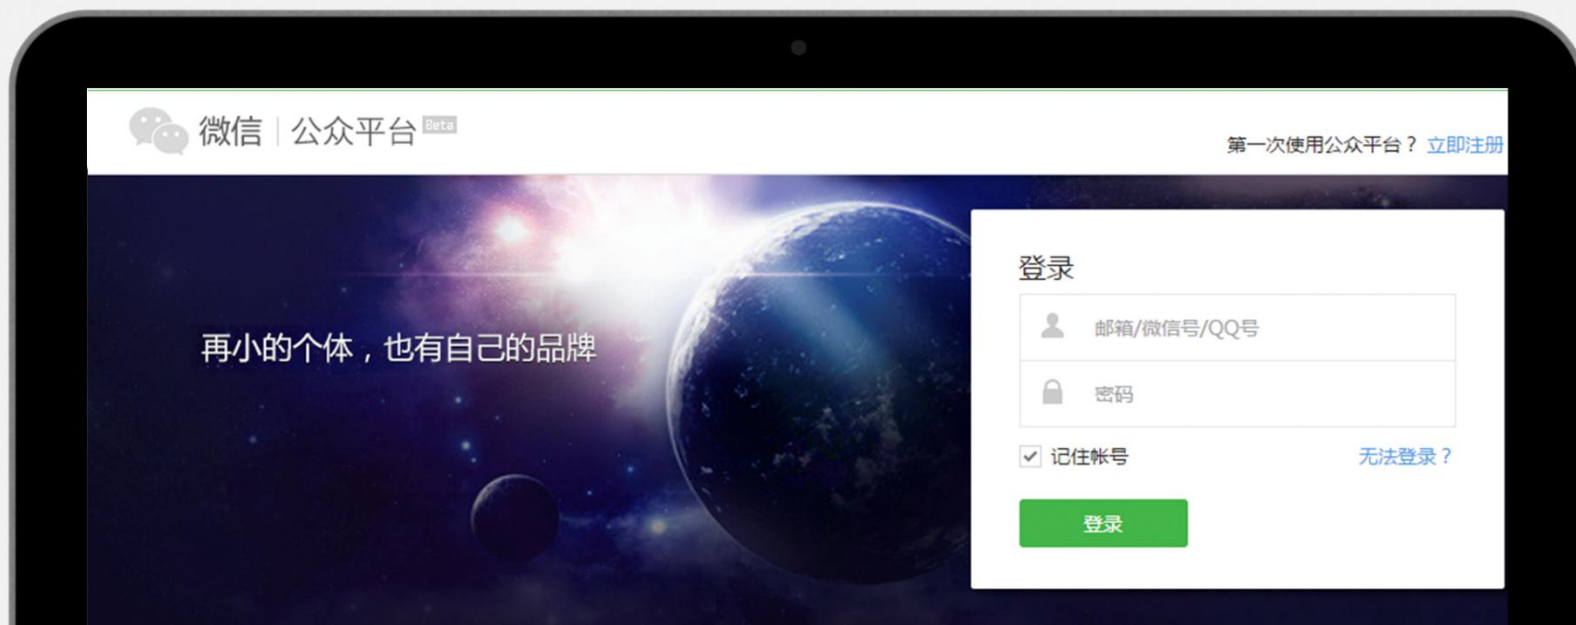 微信 | 公众平台 Beta
第一次使用公众平台？ 立即注册
再小的个体，也有自己的品牌
登录
邮箱/微信号/QQ号
密码
记住帐号 无法登录？
登录